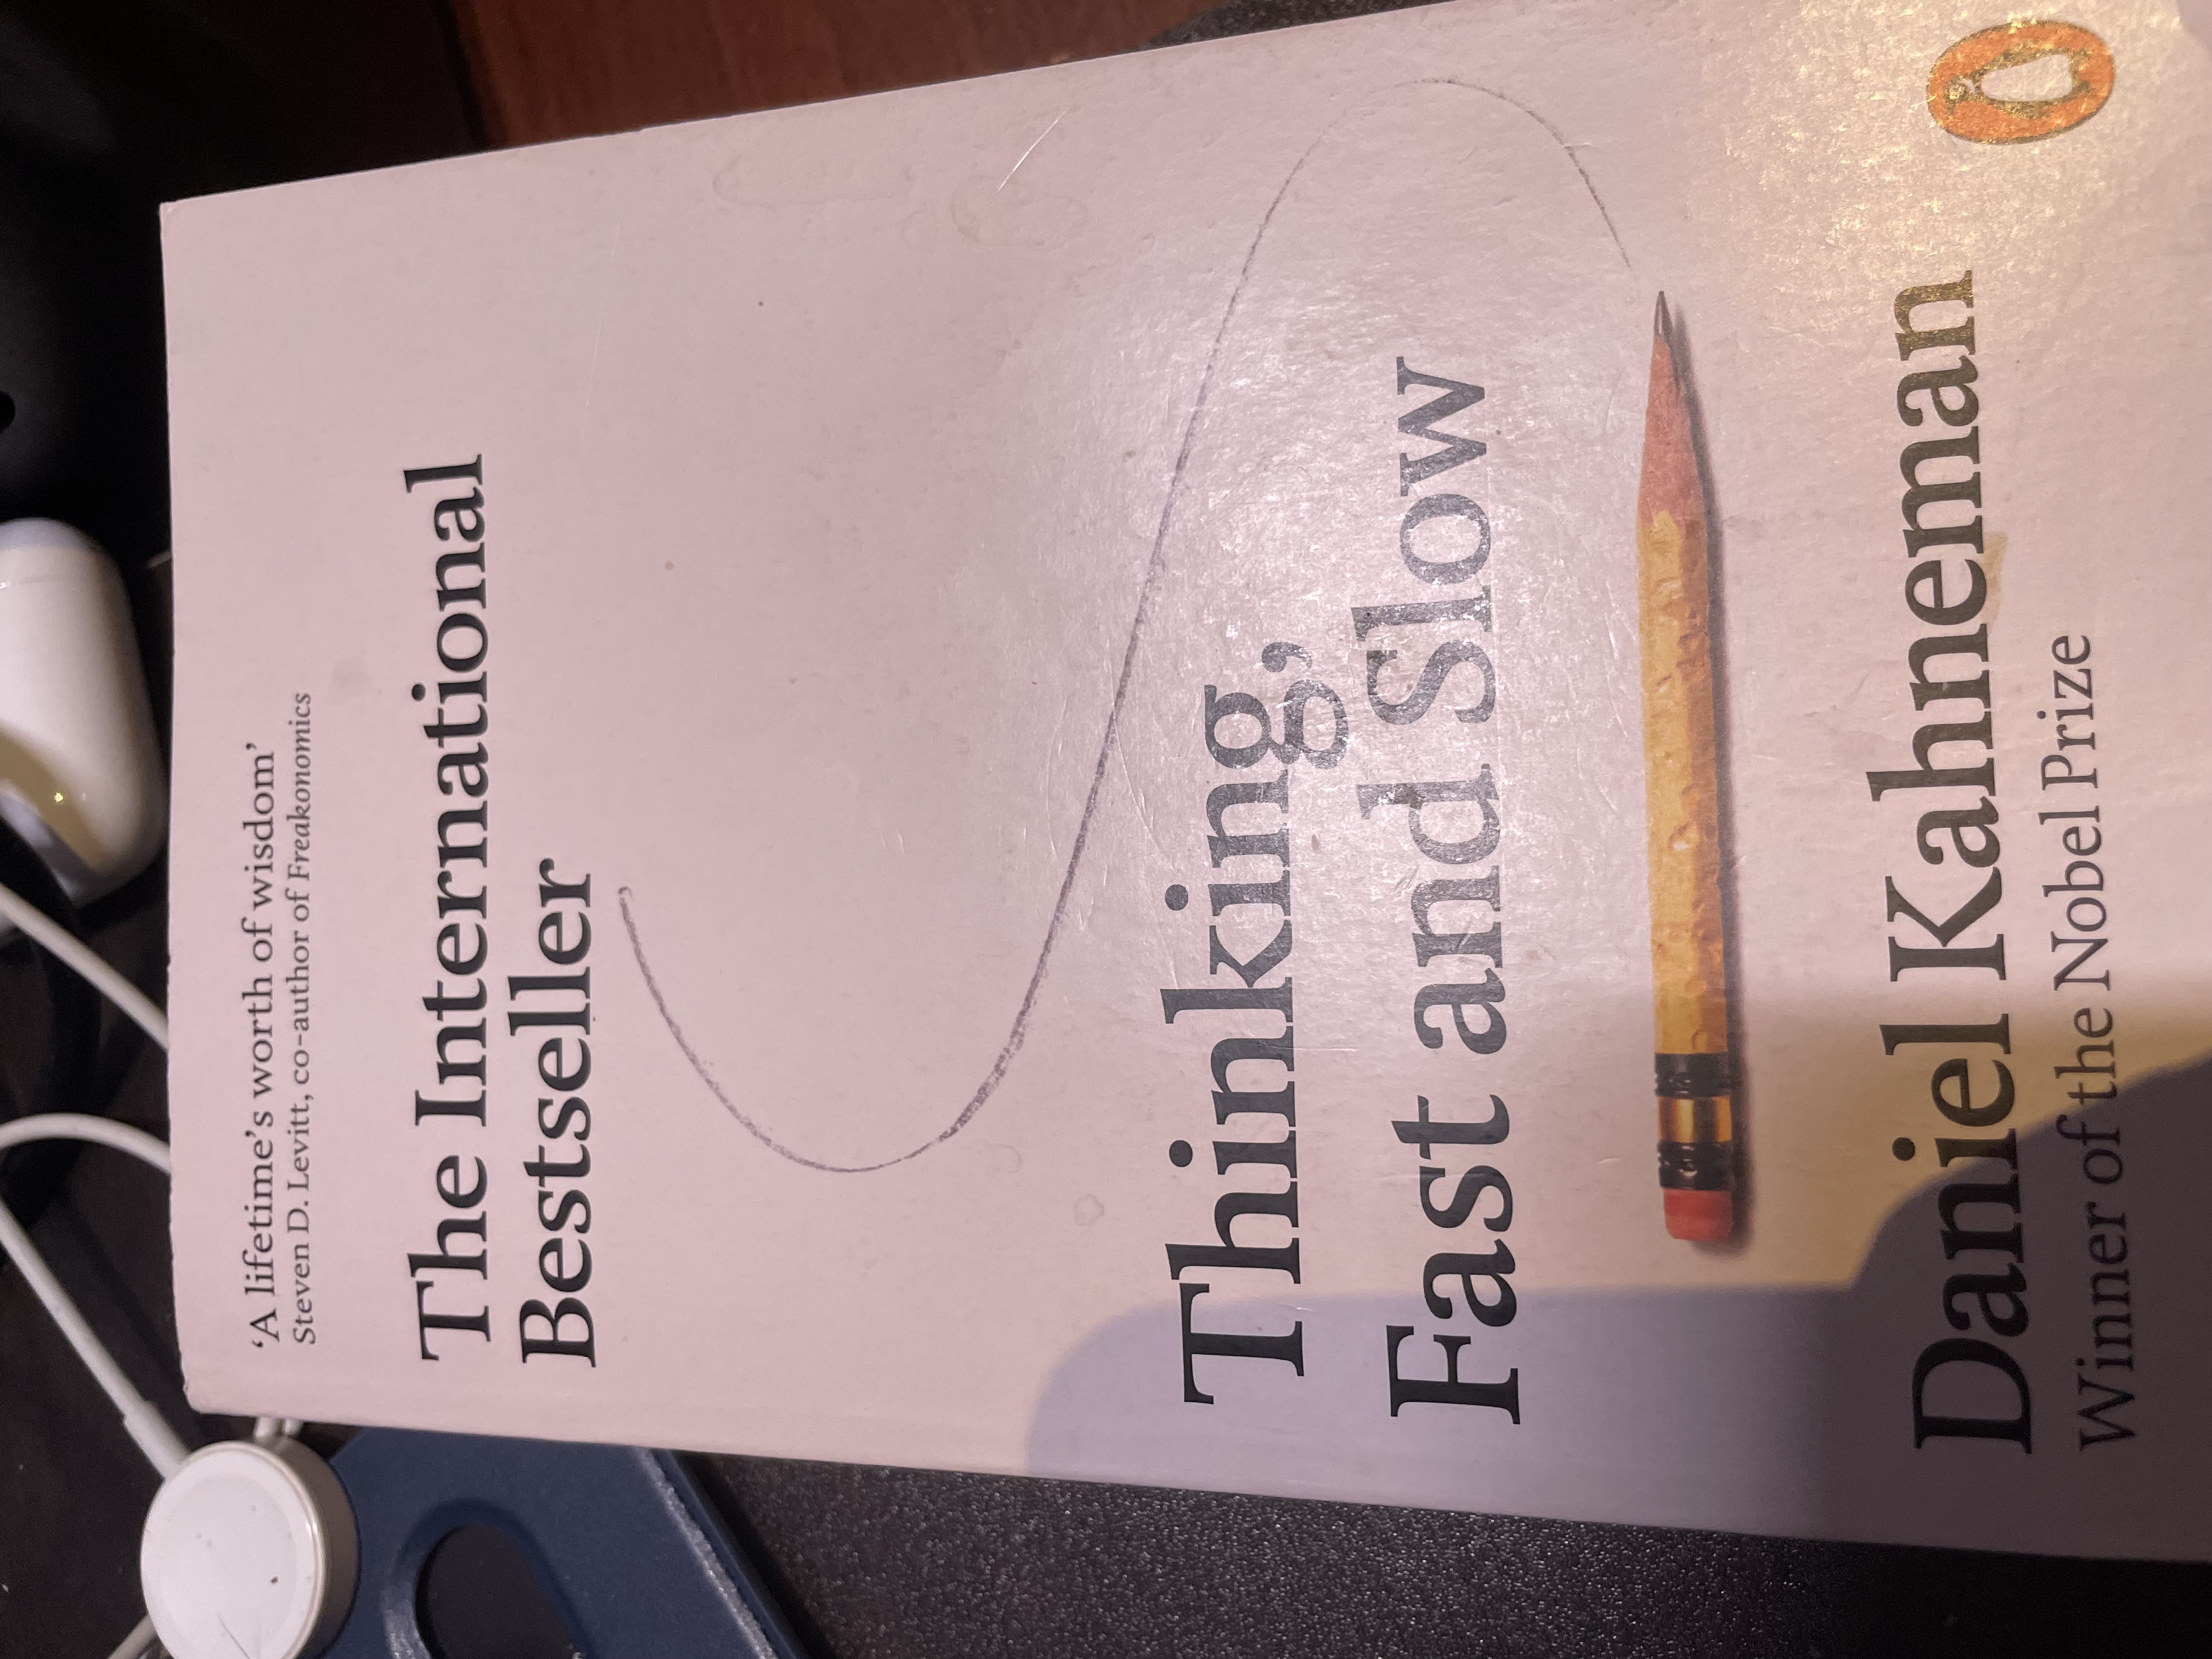 ‘A lifetime’s worth of wisdom’
Steven D. Levitt, co-author of Freakonomics
The International
Bestseller
Thinking,
Fast and Slow
Daniel Kahneman
Winner of the Nobel Prize